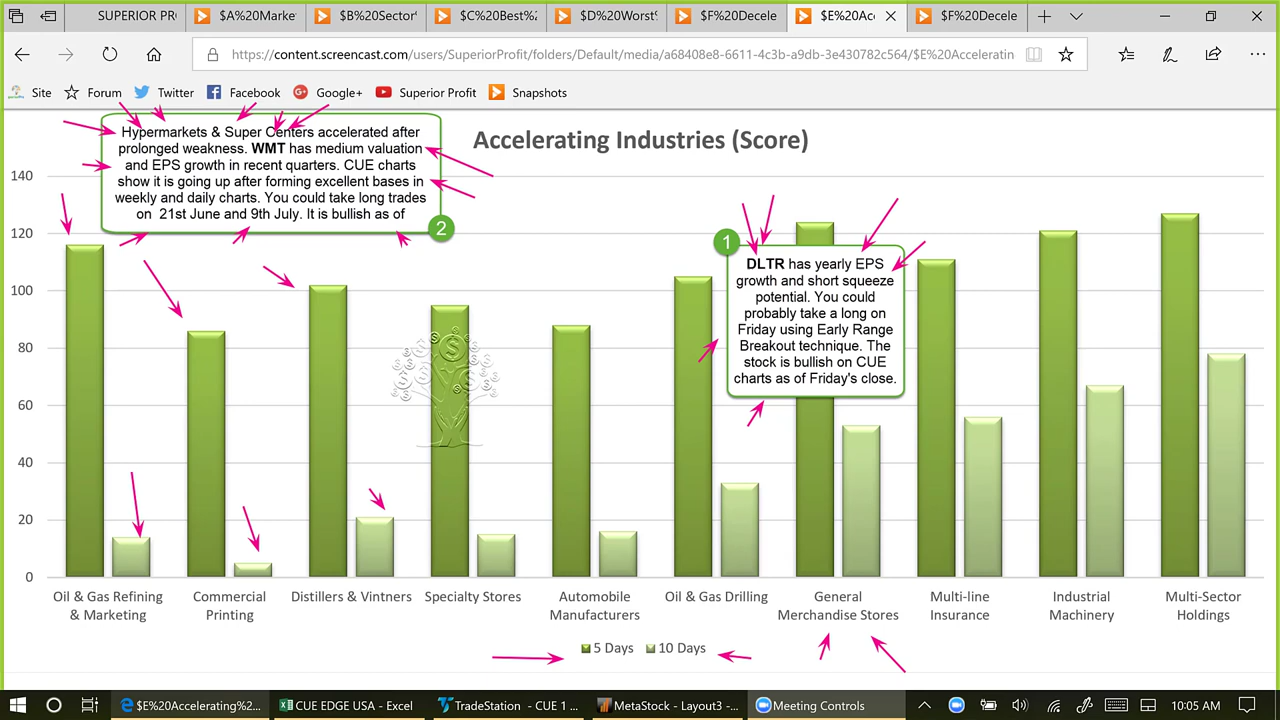 SUPERIOR PR
$A%20Marke
$B%20Sector
$C%20Best%
$D%20Worst%
$F%20Decele
$E%20Acc
$F%20Decele
https://content.screencast.com/users/SuperiorProfit/folders/Default/media/a68408e8-6611-4c3b-a9db-3e430782c564/$E%20Acceleratin
Site
Forum
Twitter
Facebook
Google+
Superior Profit
Snapshots
Accelerating Industries (Score)
Hypermarkets & Super Centers accelerated after
prolonged weakness. WMT has medium valuation
and EPS growth in recent quarters. CUE charts
show it is going up after forming excellent bases in
weekly and daily charts. You could take long trades
on 21st June and 9th July. It is bullish as of
2
1
DLTR has yearly EPS
growth and short squeeze
potential. You could
probably take a long on
Friday using Early Range
Breakout technique. The
stock is bullish on CUE
charts as of Friday's close.
140
120
100
80
60
40
20
0
Oil & Gas Refining
& Marketing
Commercial
Printing
Distillers & Vintners
Specialty Stores
Automobile
Manufacturers
Oil & Gas Drilling
General
Merchandise Stores
Multi-line
Insurance
Industrial
Machinery
Multi-Sector
Holdings
5 Days
10 Days
$E%20Accelerating%2...
CUE EDGE USA - Excel
TradeStation - CUE 1 ...
MetaStock - Layout3 -...
Meeting Controls
10:05 AM